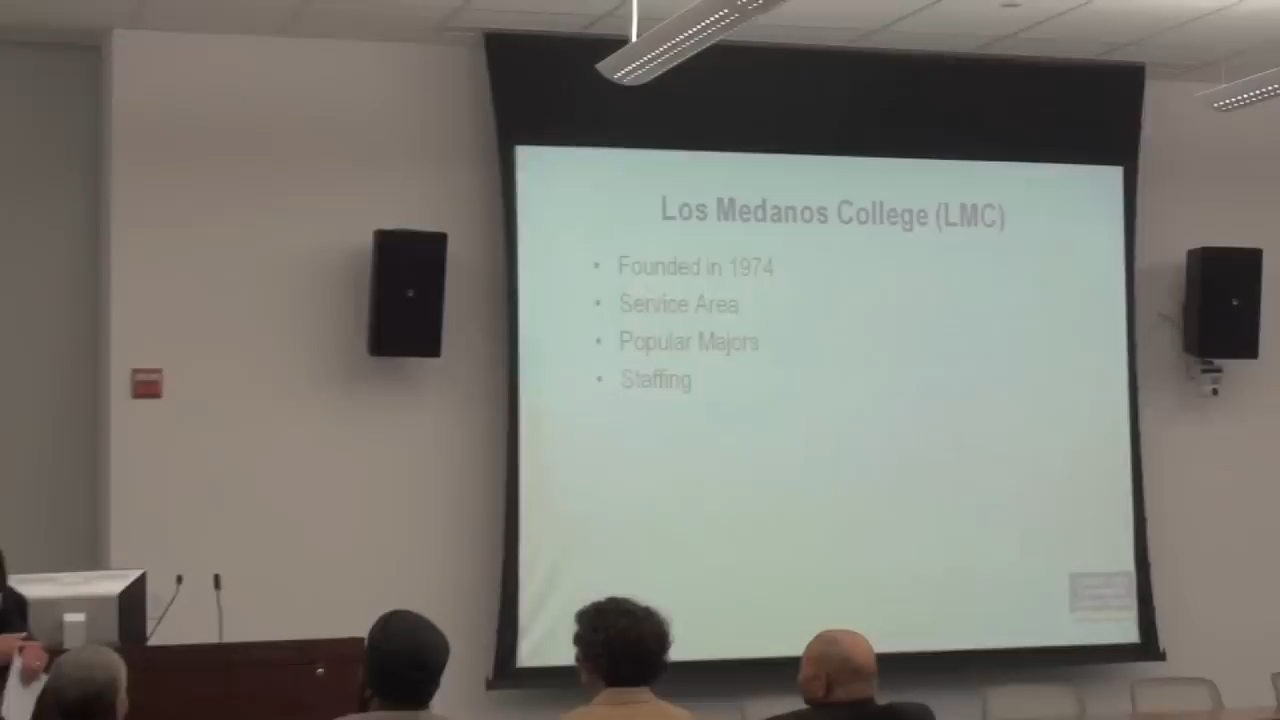 Los Medanos College (LMC)
• Founded in 1974
• Service Area
• Popular Majors
• Staffing